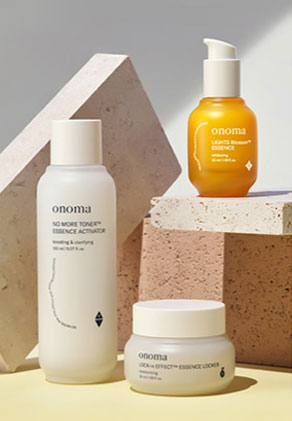 onoma
LIGHTS Blossom™
ESSENCE
whitening
onoma
NO MORE TONER™
ESSENCE ACTIVATOR
boosting & clarifying
onoma
LOCK in EFFECT™ ESSENCE LOCKER
moisturizing